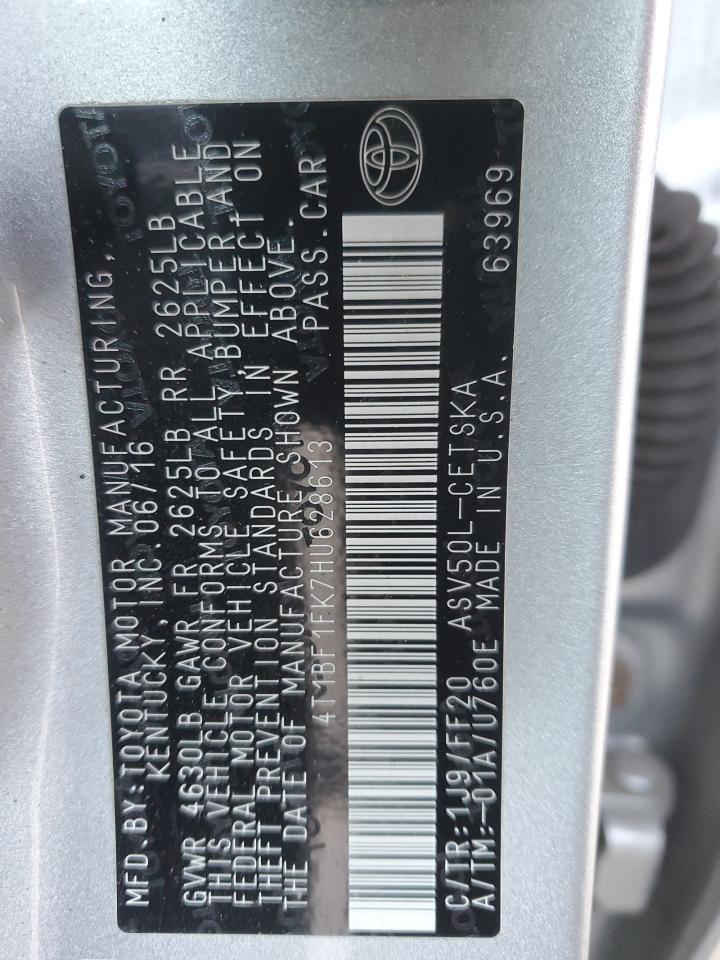 MFD.BY:TOYOTA MOTOR MANUFACTURING,
KENTUCKY, INC. 06/16
GVWR 4630LB GAWR FR 2625LB RR 2625LB
THIS VEHICLE CONFORMS TO ALL APPLICABLE
FEDERAL MOTOR VEHICLE SAFETY, BUMPER, AND
THEFT PREVENTION STANDARDS IN EFFECT ON
THE DATE OF MANUFACTURE SHOWN ABOVE.
4T1BF1FK7HU628613 PASS.CAR
C/TR:1J9/FF20 ASV50L-CETSKA
A/TM:-01A/U760E MADE IN U.S.A. 63969